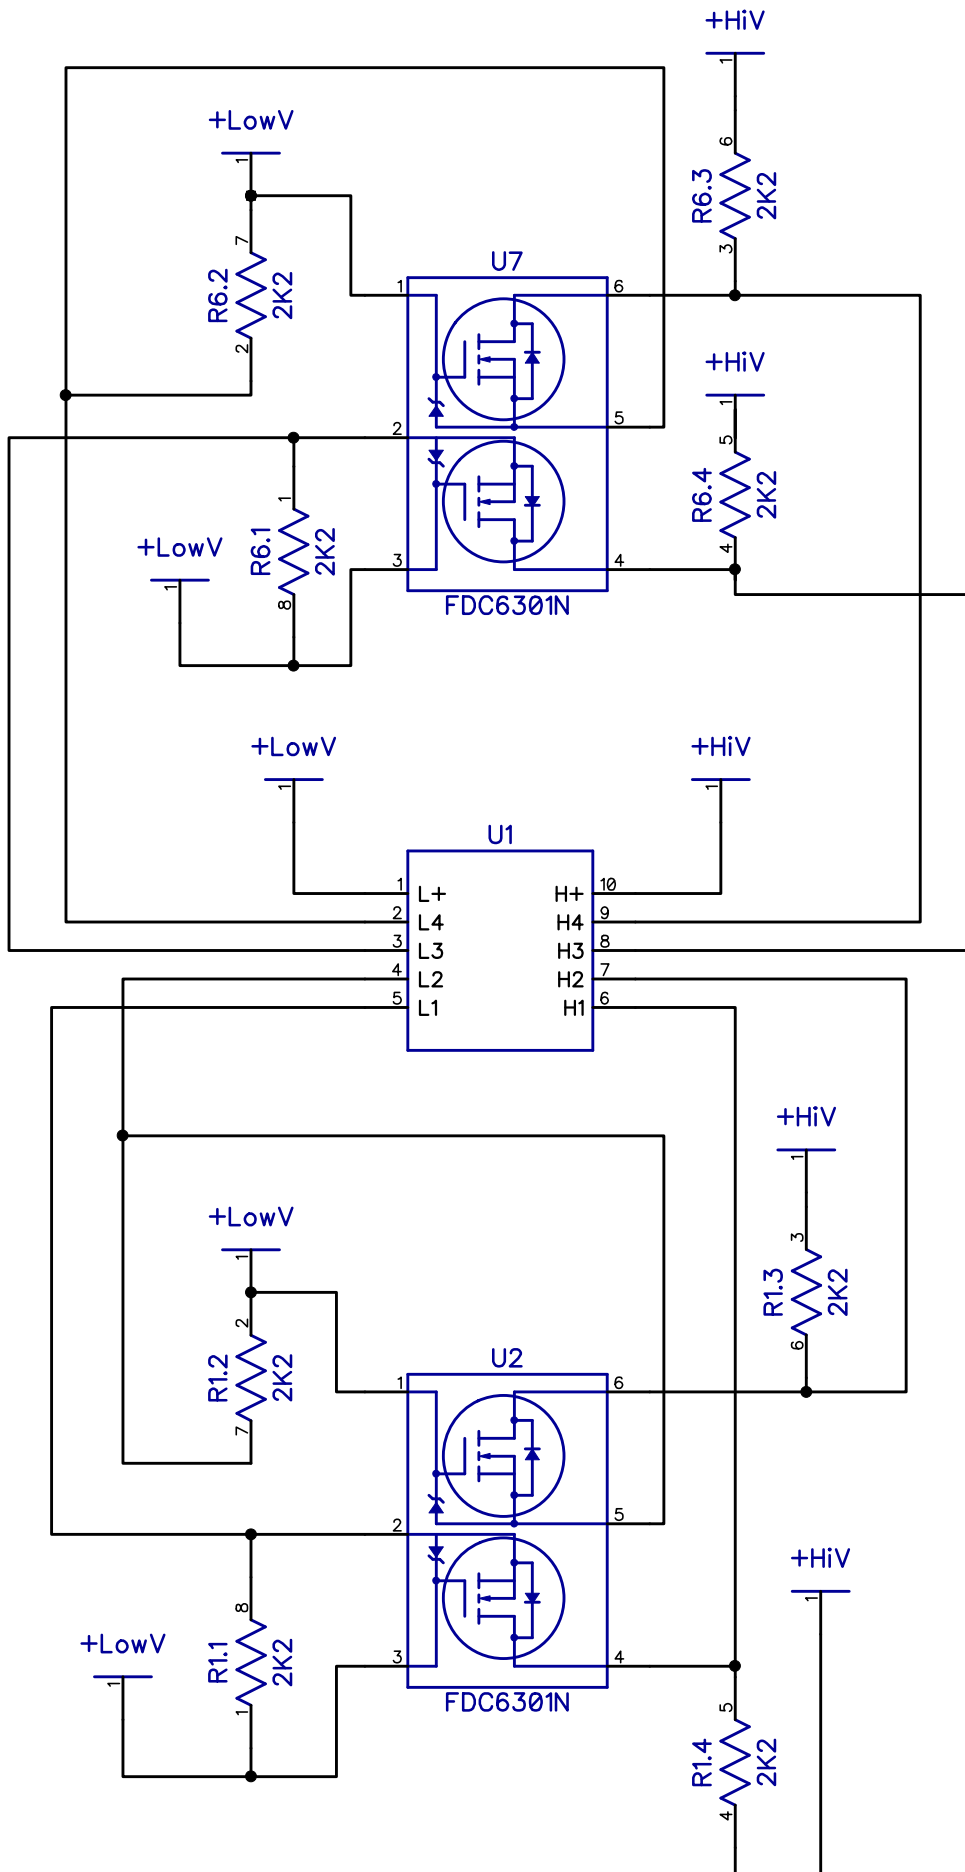 +HiV
1
6
R6.3
2K2
3
+LowV
1
7
R6.2
2K2
2
U7
1
6
5
2
3
4
FDC6301N
+HiV
1
5
R6.4
2K2
4
1
R6.1
2K2
8
+LowV
1
+LowV
1
+HiV
1
U1
1 L+ H+ 10
2 L4 H4 9
3 L3 H3 8
4 L2 H2 7
5 L1 H1 6
+HiV
1
3
R1.3
2K2
6
+LowV
1
2
R1.2
2K2
7
U2
1
6
5
2
3
4
FDC6301N
8
R1.1
2K2
1
+LowV
1
+HiV
1
5
R1.4
2K2
4